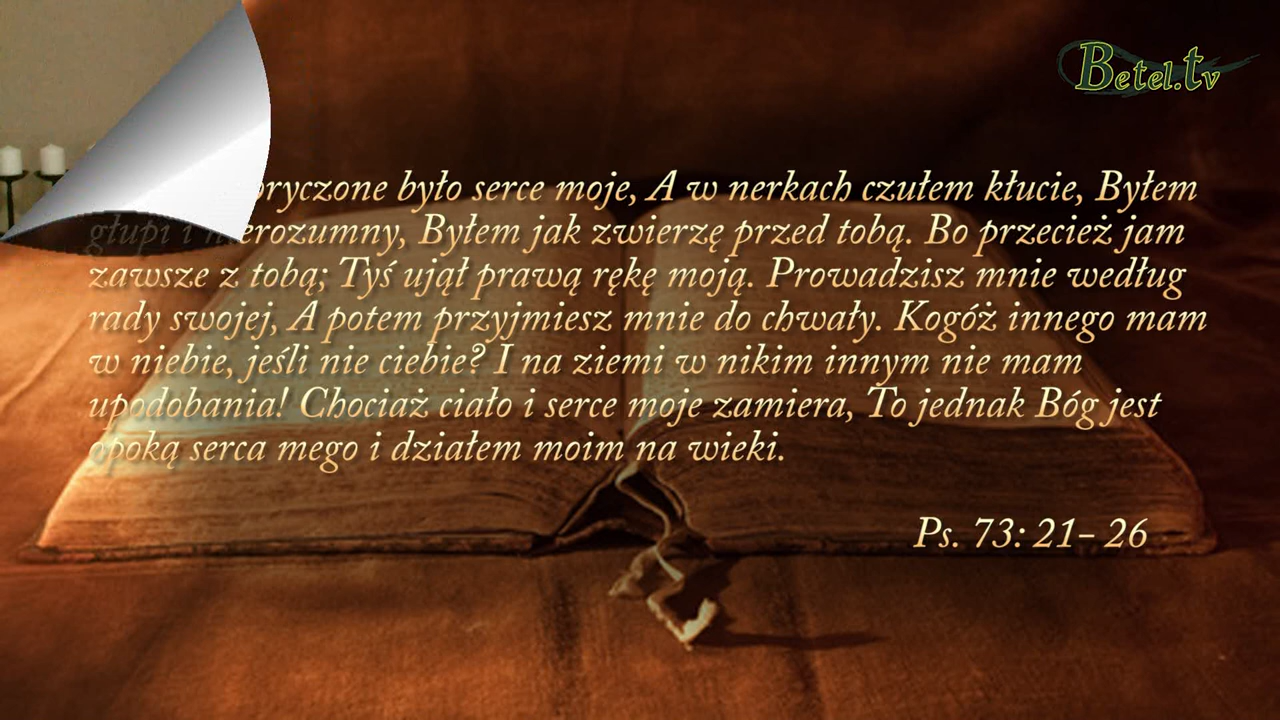 Betel.tv
oryczone było serce moje, A w nerkach czułem kłucie, Byłem
głupi i nierozumny, Byłem jak zwierzę przed tobą. Bo przecież jam
zawsze z tobą; Tyś ujął prawą rękę moją. Prowadzisz mnie według
rady swojej, A potem przyjmiesz mnie do chwały. Kogóż innego mam
w niebie, jeśli nie ciebie? I na ziemi w nikim innym nie mam
upodobania! Chociaż ciało i serce moje zamiera, To jednak Bóg jest
opoką serca mego i działem moim na wieki.
Ps. 73: 21– 26